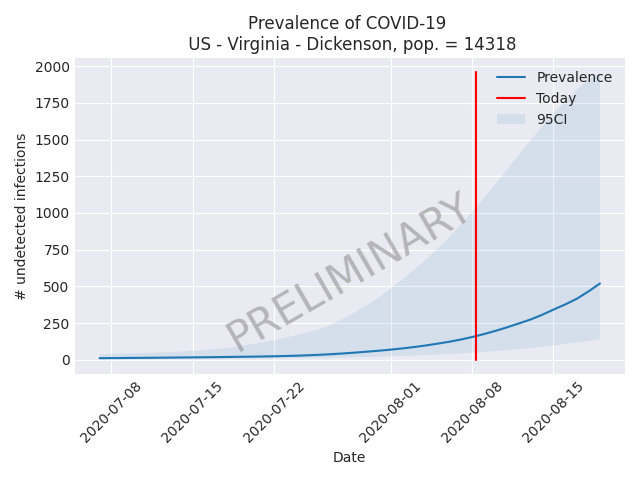 Prevalence of COVID-19
US - Virginia - Dickenson, pop. = 14318
2000
1750
1500
1250
1000
750
500
250
0
# undetected infections
Prevalence
Today
95CI
PRELIMINARY
2020-07-08
2020-07-15
2020-07-22
2020-08-01
2020-08-08
2020-08-15
Date